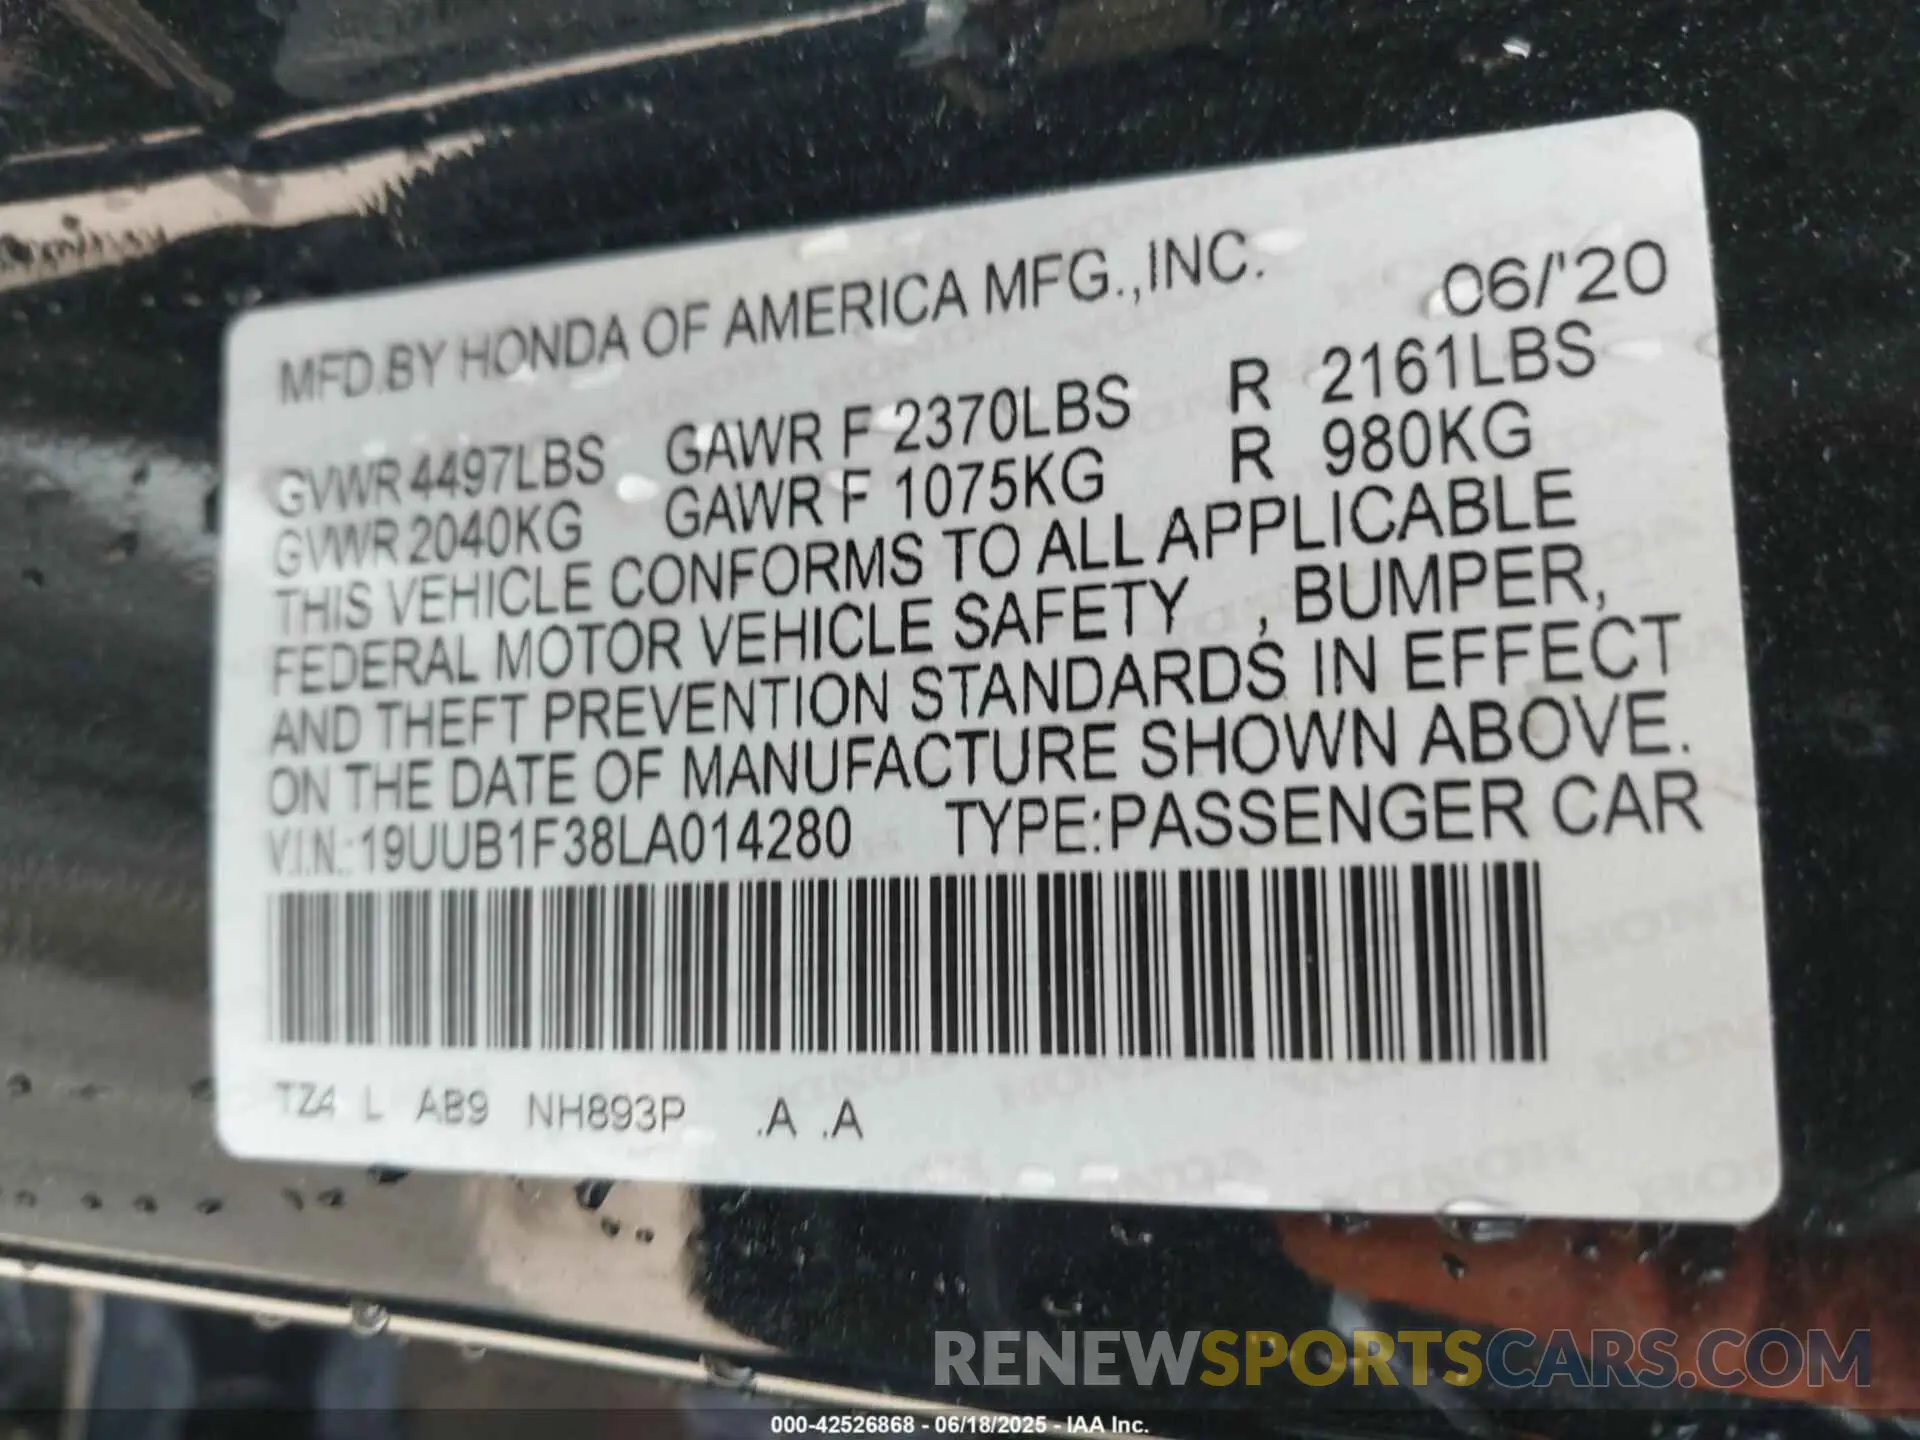 MFD.BY HONDA OF AMERICA MFG.,INC. 06/'20
GVWR 4497LBS GAWR F 2370LBS R 2161LBS
GVWR 2040KG GAWR F 1075KG R 980KG
THIS VEHICLE CONFORMS TO ALL APPLICABLE
FEDERAL MOTOR VEHICLE SAFETY , BUMPER,
AND THEFT PREVENTION STANDARDS IN EFFECT
ON THE DATE OF MANUFACTURE SHOWN ABOVE.
V.I.N.:19UUB1F38LA014280 TYPE:PASSENGER CAR
TZ4 L AB9 NH893P .A .A
RENEWSPORTSCARS.COM
000-42526868 - 06/18/2025 - IAA Inc.